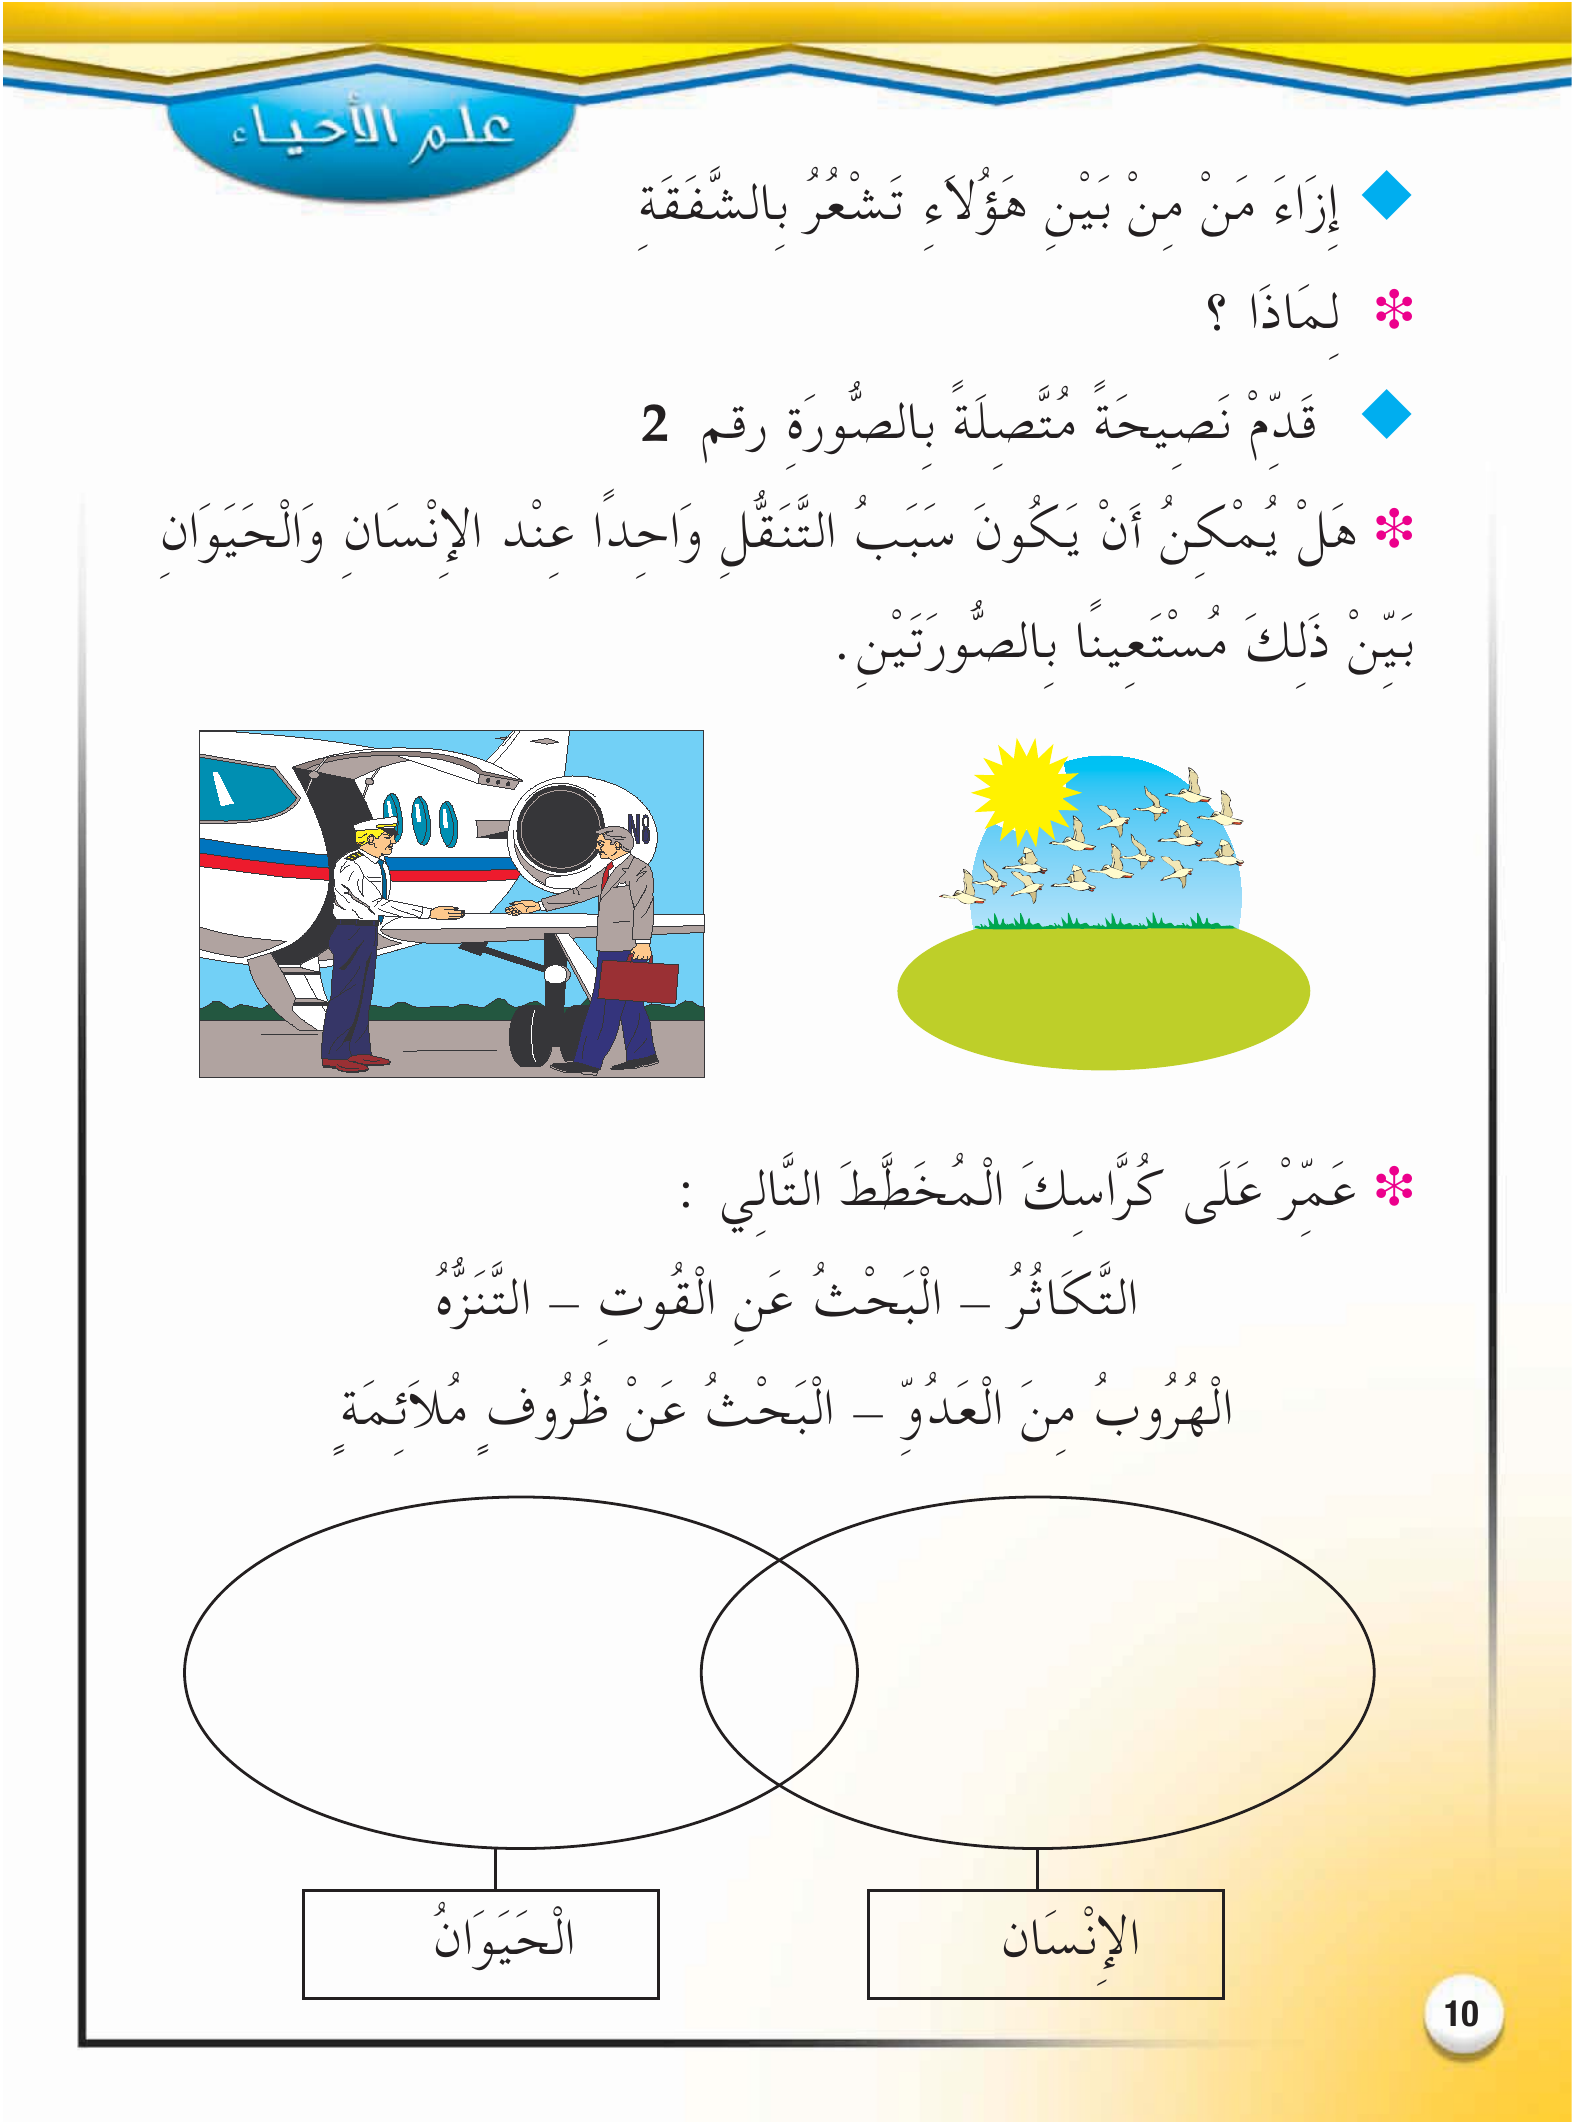 علم الأحياء
إِزَاءَ مَنْ مِنْ بَيْنِ هَؤُلاَءِ تَشْعُرُ بِالشَّفَقَةِ
لِمَاذَا ؟
قَدِّمْ نَصِيحَةً مُتَّصِلَةً بِالصُّورَةِ رقم 2
هَلْ يُمْكِنُ أَنْ يَكُونَ سَبَبُ التَّنَقُّلِ وَاحِداً عِنْد الإِنْسَانِ وَالْحَيَوَانِ
بَيِّنْ ذَلِكَ مُسْتَعِيناً بِالصُّورَتَيْنِ.
N8
عَمِّرْ عَلَى كُرَّاسِكَ الْمُخَطَّطَ التَّالِي :
التَّكَاثُرُ – الْبَحْثُ عَنِ الْقُوتِ – التَّنَزُّهُ
الْهُرُوبُ مِنَ الْعَدُوِّ – الْبَحْثُ عَنْ ظُرُوفٍ مُلاَئِمَةٍ
الإِنْسَان
الْحَيَوَانُ
10